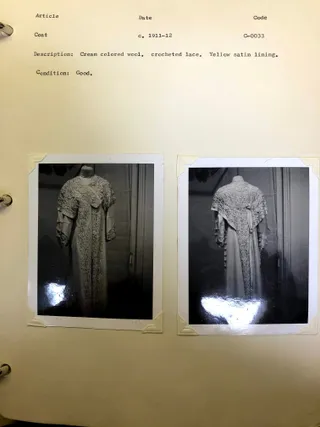 Article Date Code
Coat c. 1911-12 G-0033
Description: Cream colored wool, crocheted lace. Yellow satin lining.
Condition: Good.